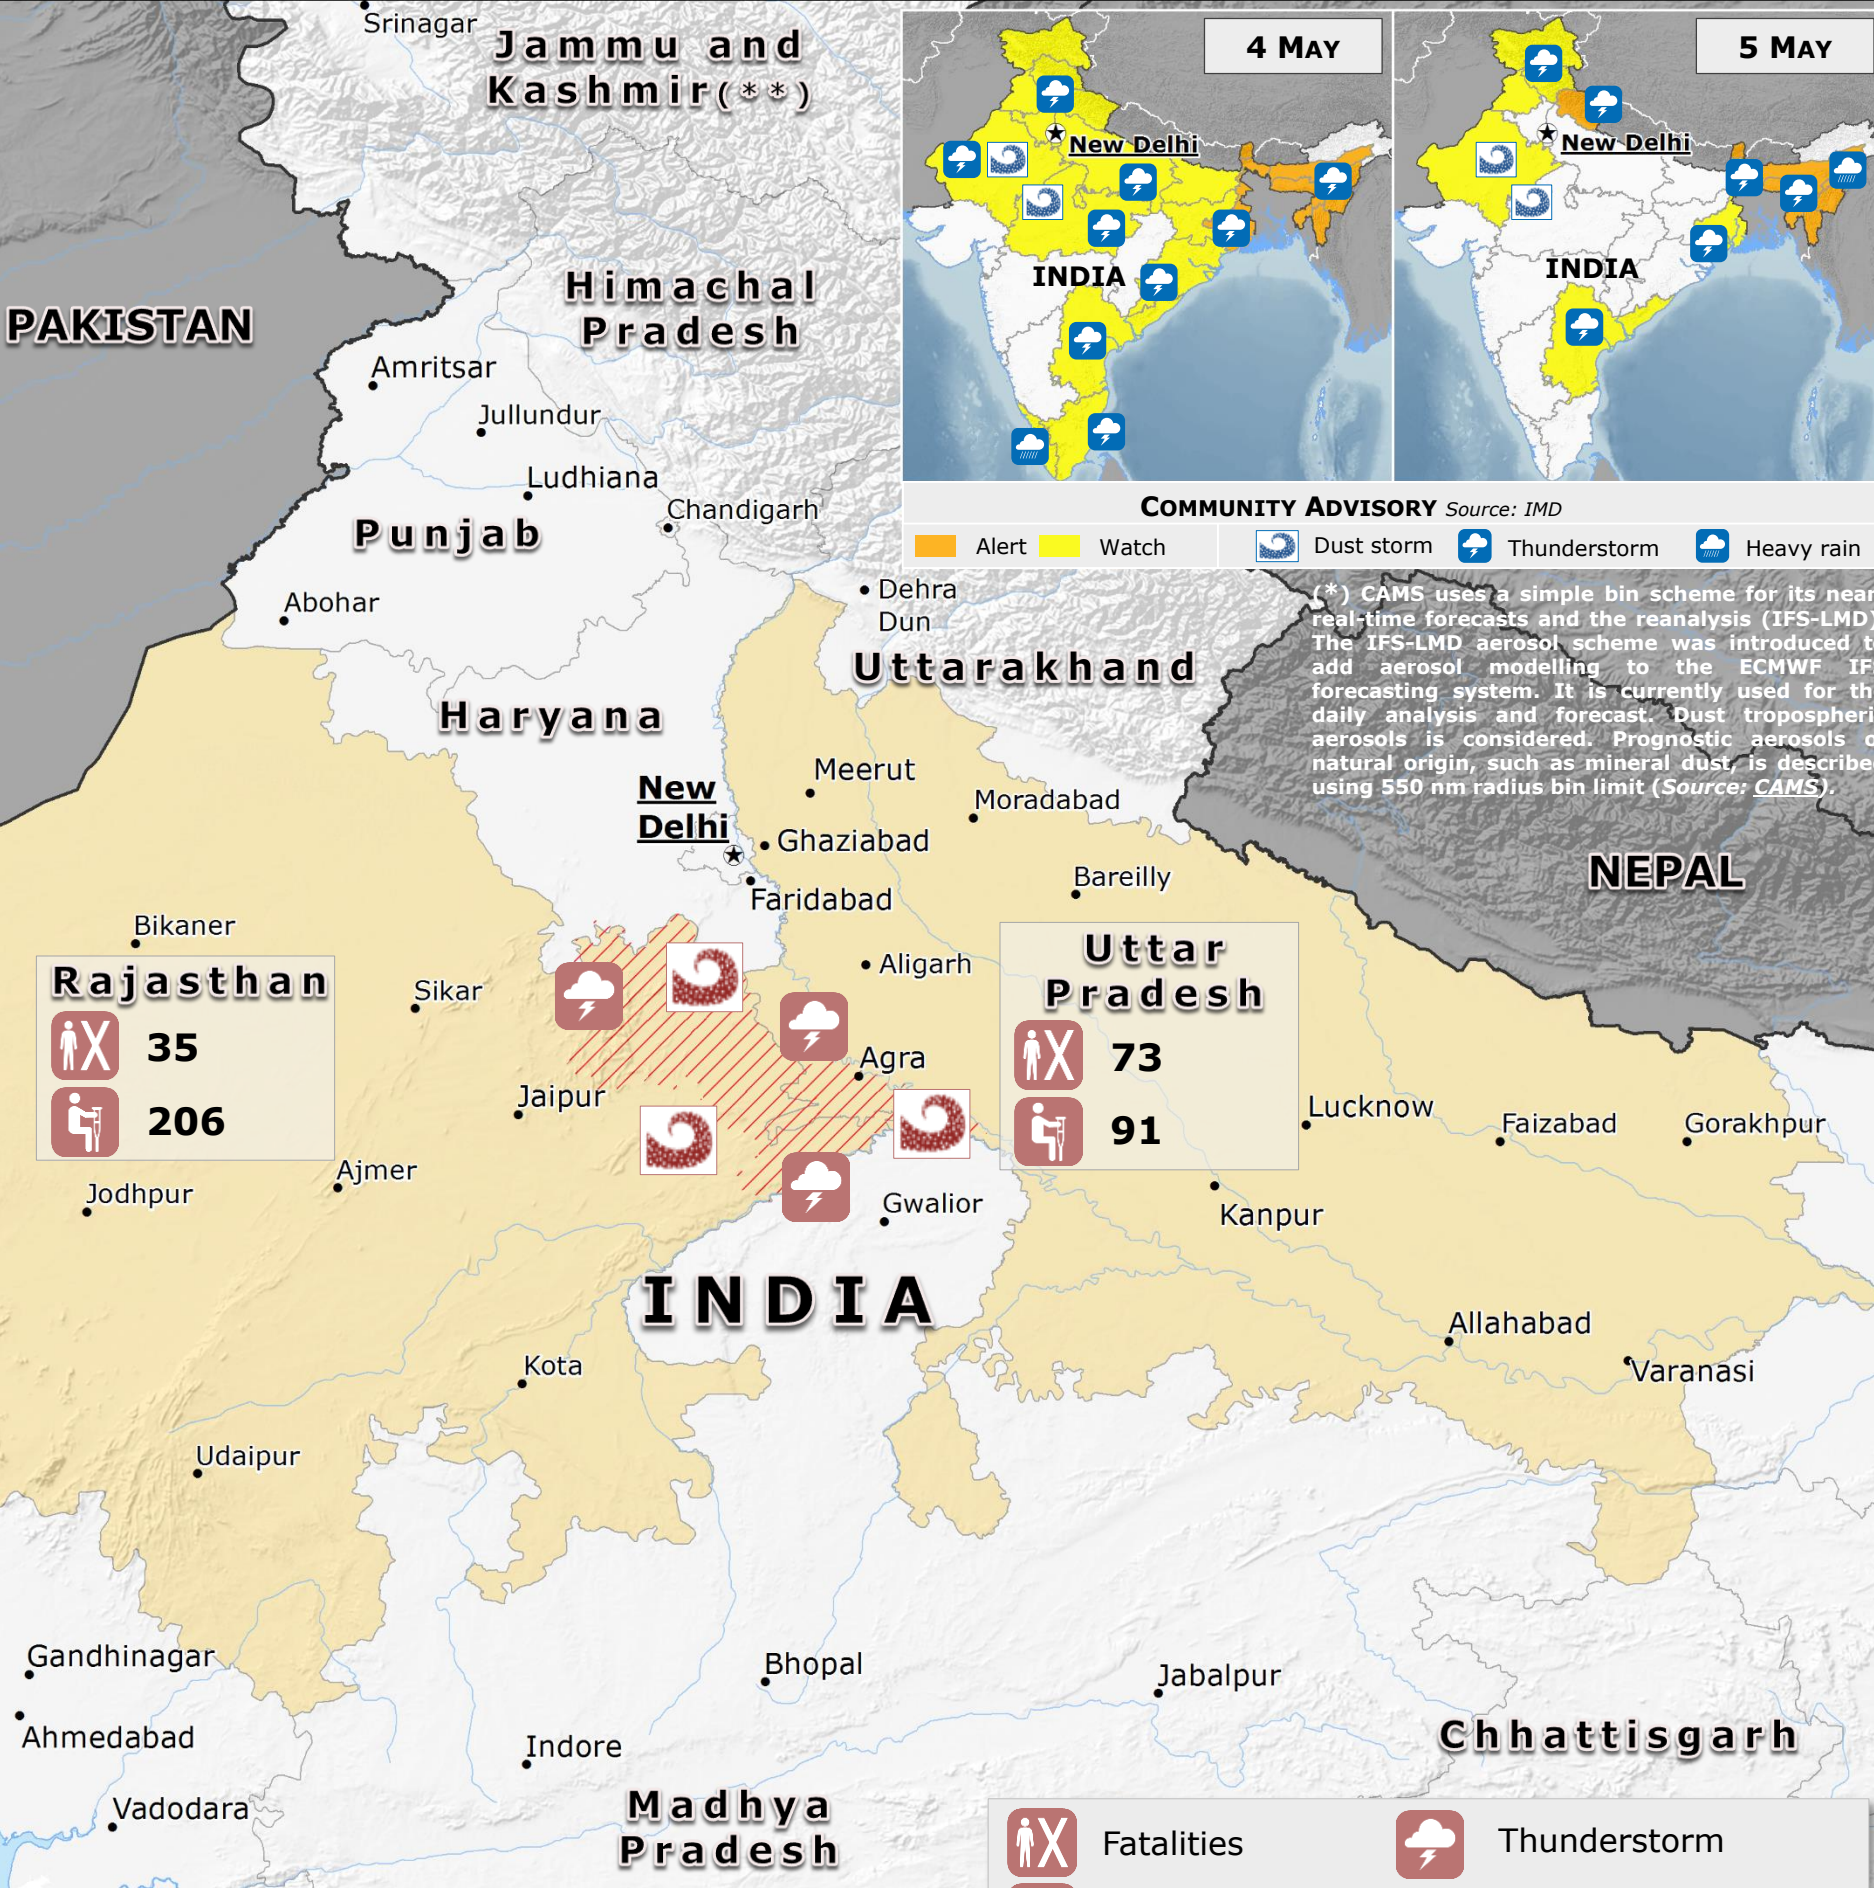 Srinagar
Jammu and
Kashmir(**)
PAKISTAN
Himachal
Pradesh
Amritsar
Jullundur
Ludhiana
Chandigarh
Punjab
Abohar
Dehra
Dun
Uttarakhand
Haryana
4 MAY
New Delhi
INDIA
5 MAY
New Delhi
INDIA
COMMUNITY ADVISORY Source: IMD
Alert Watch Dust storm Thunderstorm Heavy rain
(*) CAMS uses a simple bin scheme for its near
real-time forecasts and the reanalysis (IFS-LMD)
The IFS-LMD aerosol scheme was introduced
add aerosol modelling to the ECMWF
forecasting system. It is currently used for
daily analysis and forecast. Dust
aerosols is considered. Prognostic aerosols
natural origin, such as mineral dust, is
using 550 nm radius bin limit (Source: CAMS).
NEPAL
Meerut
New
Delhi
Moradabad
Ghaziabad
Faridabad
Bareilly
Bikaner
Rajasthan
35
206
Sikar
Aligarh
Uttar
Pradesh
73
91
Agra
Jaipur
Lucknow
Faizabad
Gorakhpur
Ajmer
Jodhpur
Gwalior
Kanpur
INDIA
Allahabad
Varanasi
Kota
Udaipur
Gandhinagar
Bhopal
Jabalpur
Ahmedabad
Indore
Chhattisgarh
Vadodara
Madhya
Pradesh
Fatalities
Thunderstorm